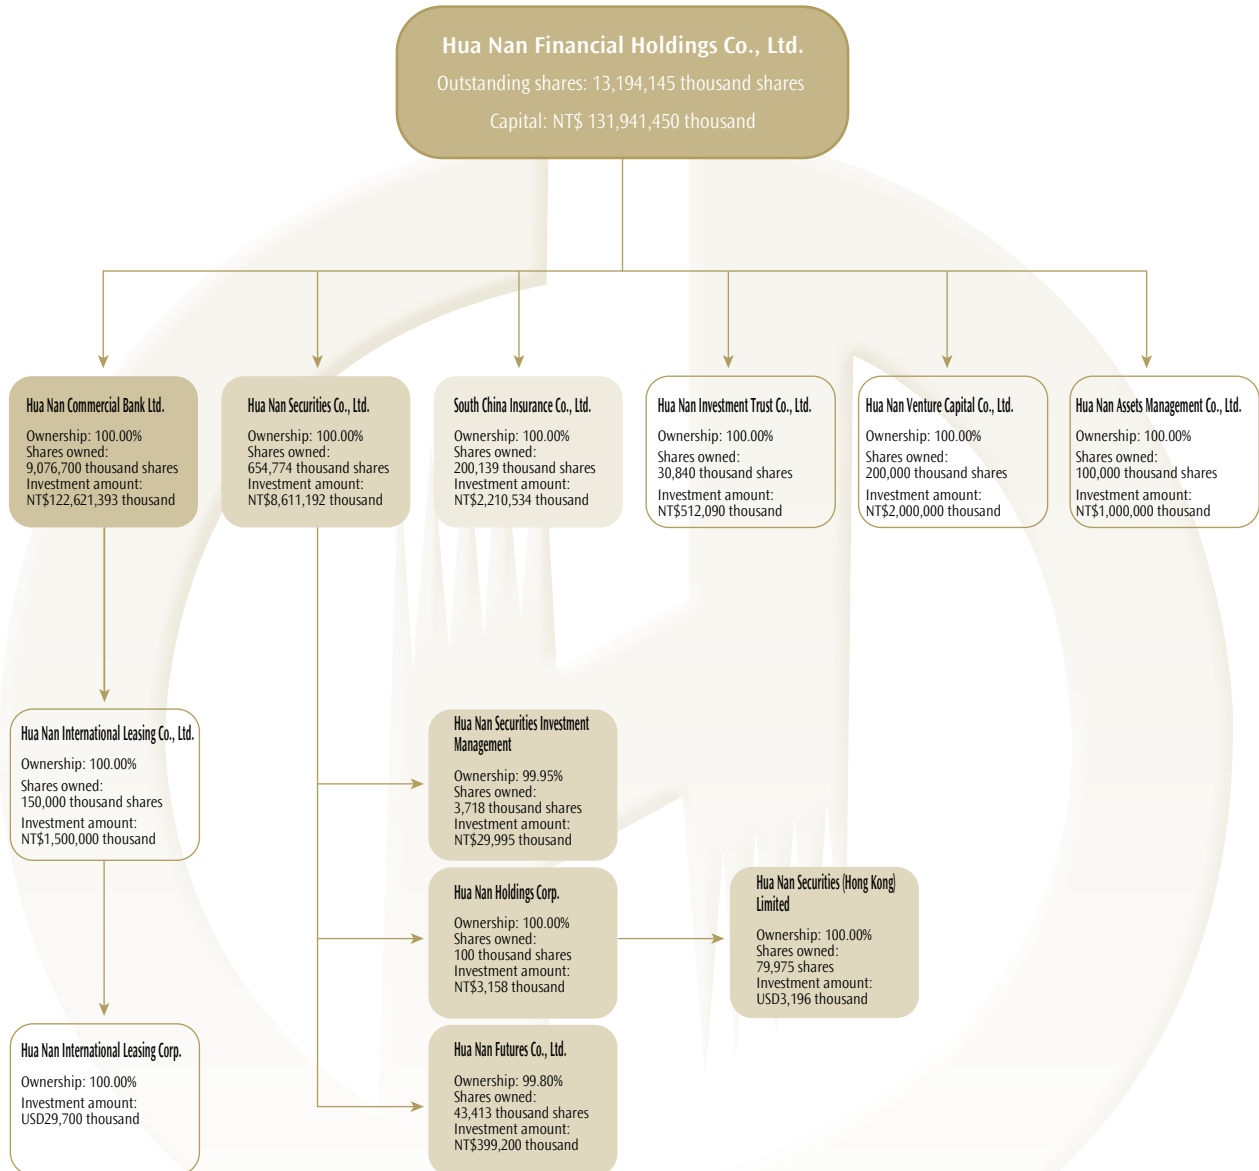 Hua Nan Financial Holdings Co., Ltd.
Outstanding shares: 13,194,145 thousand shares
Capital: NT$ 131,941,450 thousand
Hua Nan Commercial Bank Ltd.
Ownership: 100.00%
Shares owned:
9,076,700 thousand shares
Investment amount:
NT$122,621,393 thousand
Hua Nan Securities Co., Ltd.
Ownership: 100.00%
Shares owned:
654,774 thousand shares
Investment amount:
NT$8,611,192 thousand
South China Insurance Co., Ltd.
Ownership: 100.00%
Shares owned:
200,139 thousand shares
Investment amount:
NT$2,210,534 thousand
Hua Nan Investment Trust Co., Ltd.
Ownership: 100.00%
Shares owned:
30,840 thousand shares
Investment amount:
NT$512,090 thousand
Hua Nan Venture Capital Co., Ltd.
Ownership: 100.00%
Shares owned:
200,000 thousand shares
Investment amount:
NT$2,000,000 thousand
Hua Nan Assets Management Co., Ltd.
Ownership: 100.00%
Shares owned:
100,000 thousand shares
Investment amount:
NT$1,000,000 thousand
Hua Nan International Leasing Co., Ltd.
Ownership: 100.00%
Shares owned:
150,000 thousand shares
Investment amount:
NT$1,500,000 thousand
Hua Nan Securities Investment
Management
Ownership: 99.95%
Shares owned:
3,718 thousand shares
Investment amount:
NT$29,995 thousand
Hua Nan Holdings Corp.
Ownership: 100.00%
Shares owned:
100 thousand shares
Investment amount:
NT$3,158 thousand
Hua Nan Securities (Hong Kong)
Limited
Ownership: 100.00%
Shares owned:
79,975 shares
Investment amount:
USD3,196 thousand
Hua Nan International Leasing Corp.
Ownership: 100.00%
Investment amount:
USD29,700 thousand
Hua Nan Futures Co., Ltd.
Ownership: 99.80%
Shares owned:
43,413 thousand shares
Investment amount:
NT$399,200 thousand